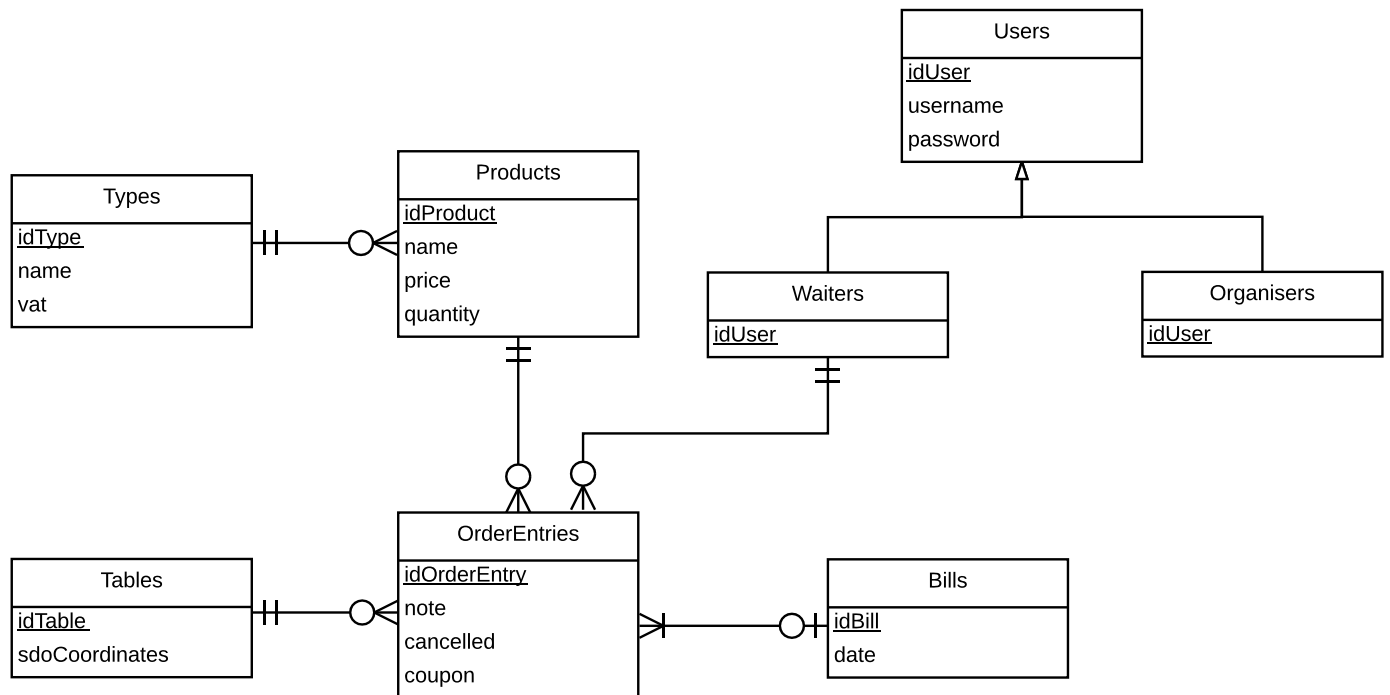 Users
idUser
username
password
Products
idProduct
name
price
quantity
Types
idType
name
vat
Waiters
idUser
Organisers
idUser
OrderEntries
idOrderEntry
note
cancelled
coupon
Tables
idTable
sdoCoordinates
Bills
idBill
date